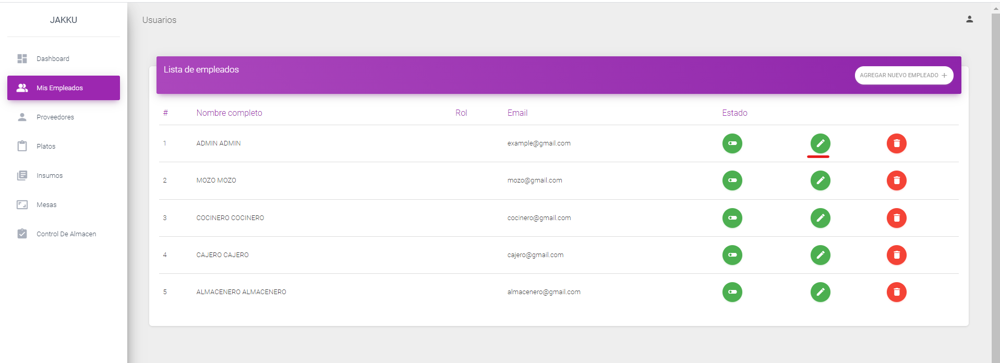 JAKKU
Usuarios
Dashboard
Mis Empleados
Proveedores
Platos
Insumos
Mesas
Control De Almacen
Lista de empleados
AGREGAR NUEVO EMPLEADO +
# Nombre completo Rol Email Estado
1 ADMIN ADMIN example@gmail.com
2 MOZO MOZO mozo@gmail.com
3 COCINERO COCINERO cocinero@gmail.com
4 CAJERO CAJERO cajero@gmail.com
5 ALMACENERO ALMACENERO almacenero@gmail.com